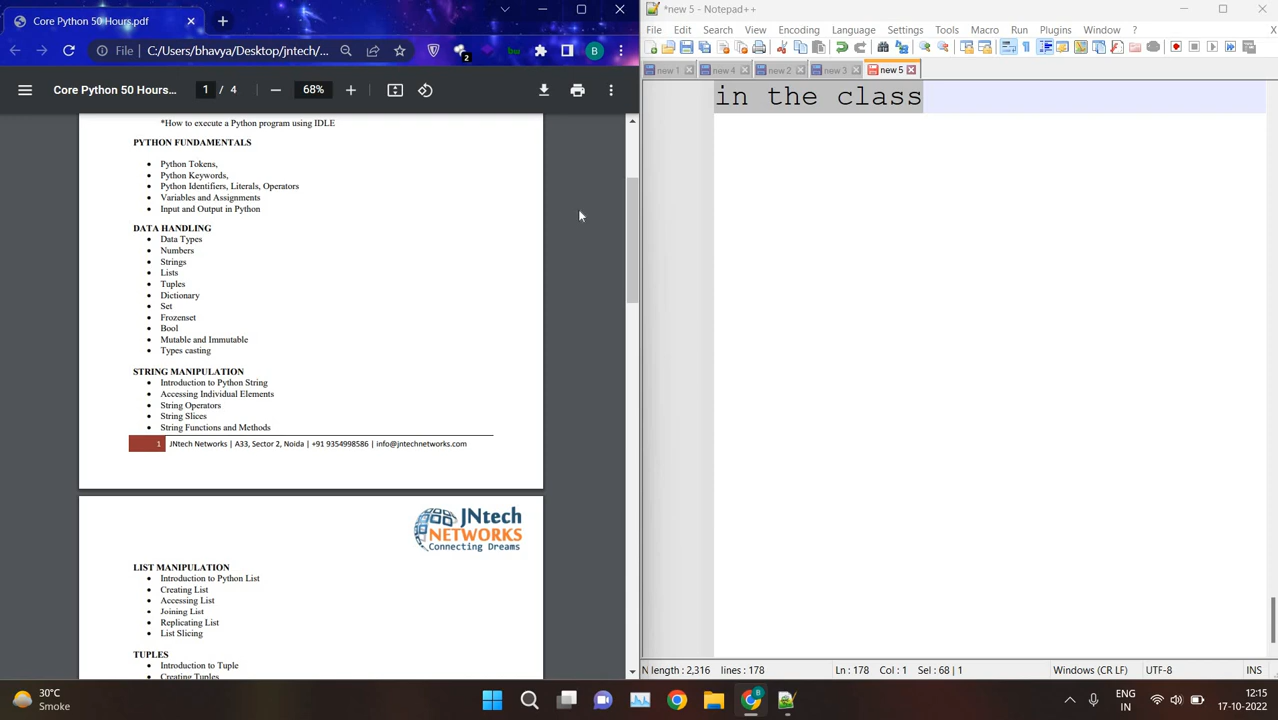 Core Python 50 Hours.pdf
*new 5 - Notepad++
File
C:/Users/bhavya/Desktop/jntech/...
2
B
File Edit Search View Encoding Language Settings Tools Macro Run Plugins Window ?
new 1 new 4 new 2 new 3 new 5
Core Python 50 Hours...
1 / 4
68%
in the class
*How to execute a Python program using IDLE
PYTHON FUNDAMENTALS
• Python Tokens,
• Python Keywords,
• Python Identifiers, Literals, Operators
• Variables and Assignments
• Input and Output in Python
DATA HANDLING
• Data Types
• Numbers
• Strings
• Lists
• Tuples
• Dictionary
• Set
• Frozenset
• Bool
• Mutable and Immutable
• Types casting
STRING MANIPULATION
• Introduction to Python String
• Accessing Individual Elements
• String Operators
• String Slices
• String Functions and Methods
1 JNtech Networks | A33, Sector 2, Noida | +91 9354998586 | info@jntechnetworks.com
JNtech
NETWORKS
Connecting Dreams
LIST MANIPULATION
• Introduction to Python List
• Creating List
• Accessing List
• Joining List
• Replicating List
• List Slicing
TUPLES
• Introduction to Tuple
• Creating Tuples
N length : 2,316 lines : 178 Ln : 178 Col : 1 Sel : 68 | 1 Windows (CR LF) UTF-8 INS
30°C
Smoke
ENG
IN
12:15
17-10-2022